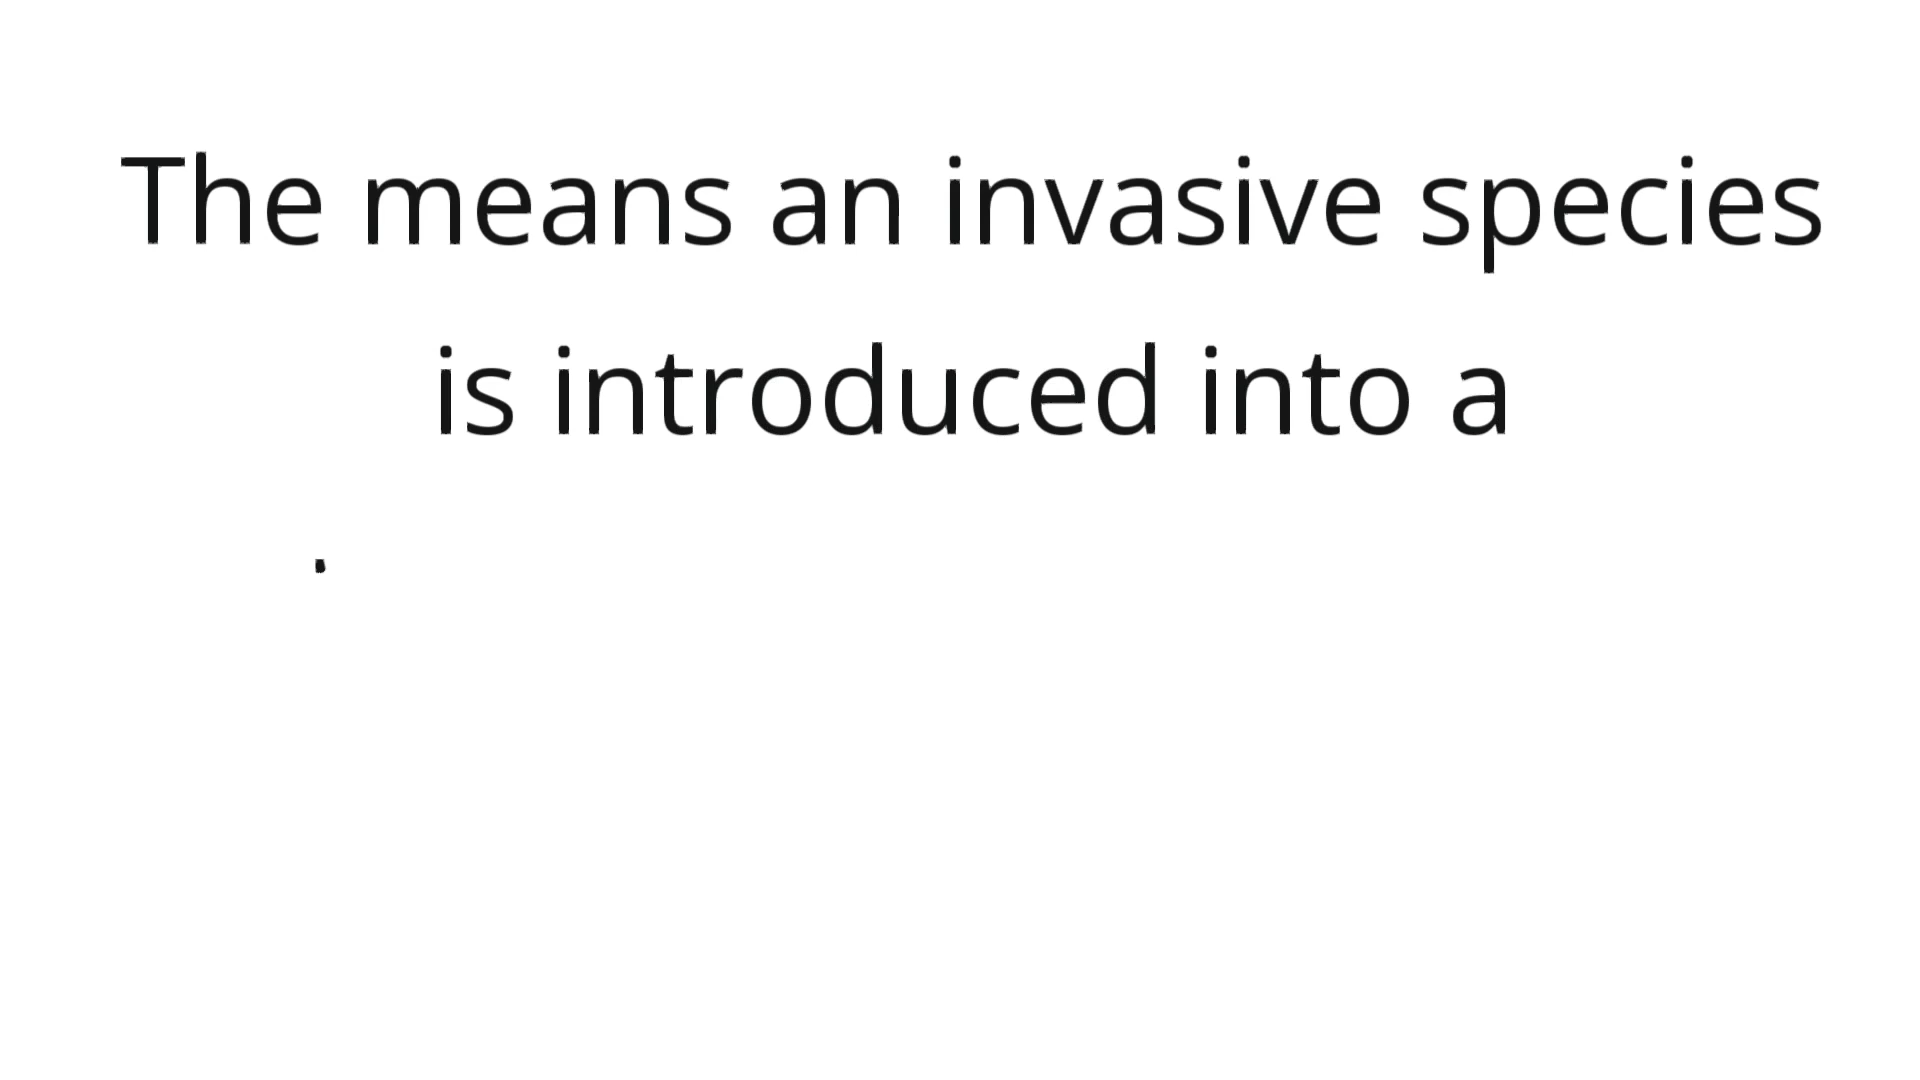 The means an invasive species
is introduced into a